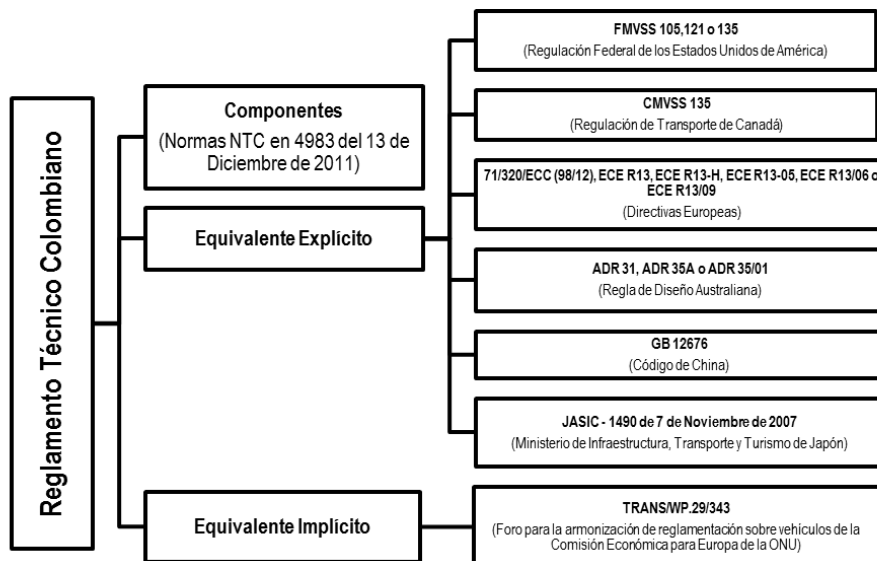 Reglamento Técnico Colombiano
Componentes
(Normas NTC en 4983 del 13 de
Diciembre de 2011)
Equivalente Explícito
FMVSS 105,121 o 135
(Regulación Federal de los Estados Unidos de América)
CMVSS 135
(Regulación de Transporte de Canadá)
71/320/ECC (98/12), ECE R13, ECE R13-H, ECE R13-05, ECE R13/06 o
ECE R13/09
(Directivas Europeas)
ADR 31, ADR 35A o ADR 35/01
(Regla de Diseño Australiana)
GB 12676
(Código de China)
JASIC - 1490 de 7 de Noviembre de 2007
(Ministerio de Infraestructura, Transporte y Turismo de Japón)
Equivalente Implícito
TRANS/WP.29/343
(Foro para la armonización de reglamentación sobre vehículos de la
Comisión Económica para Europa de la ONU)